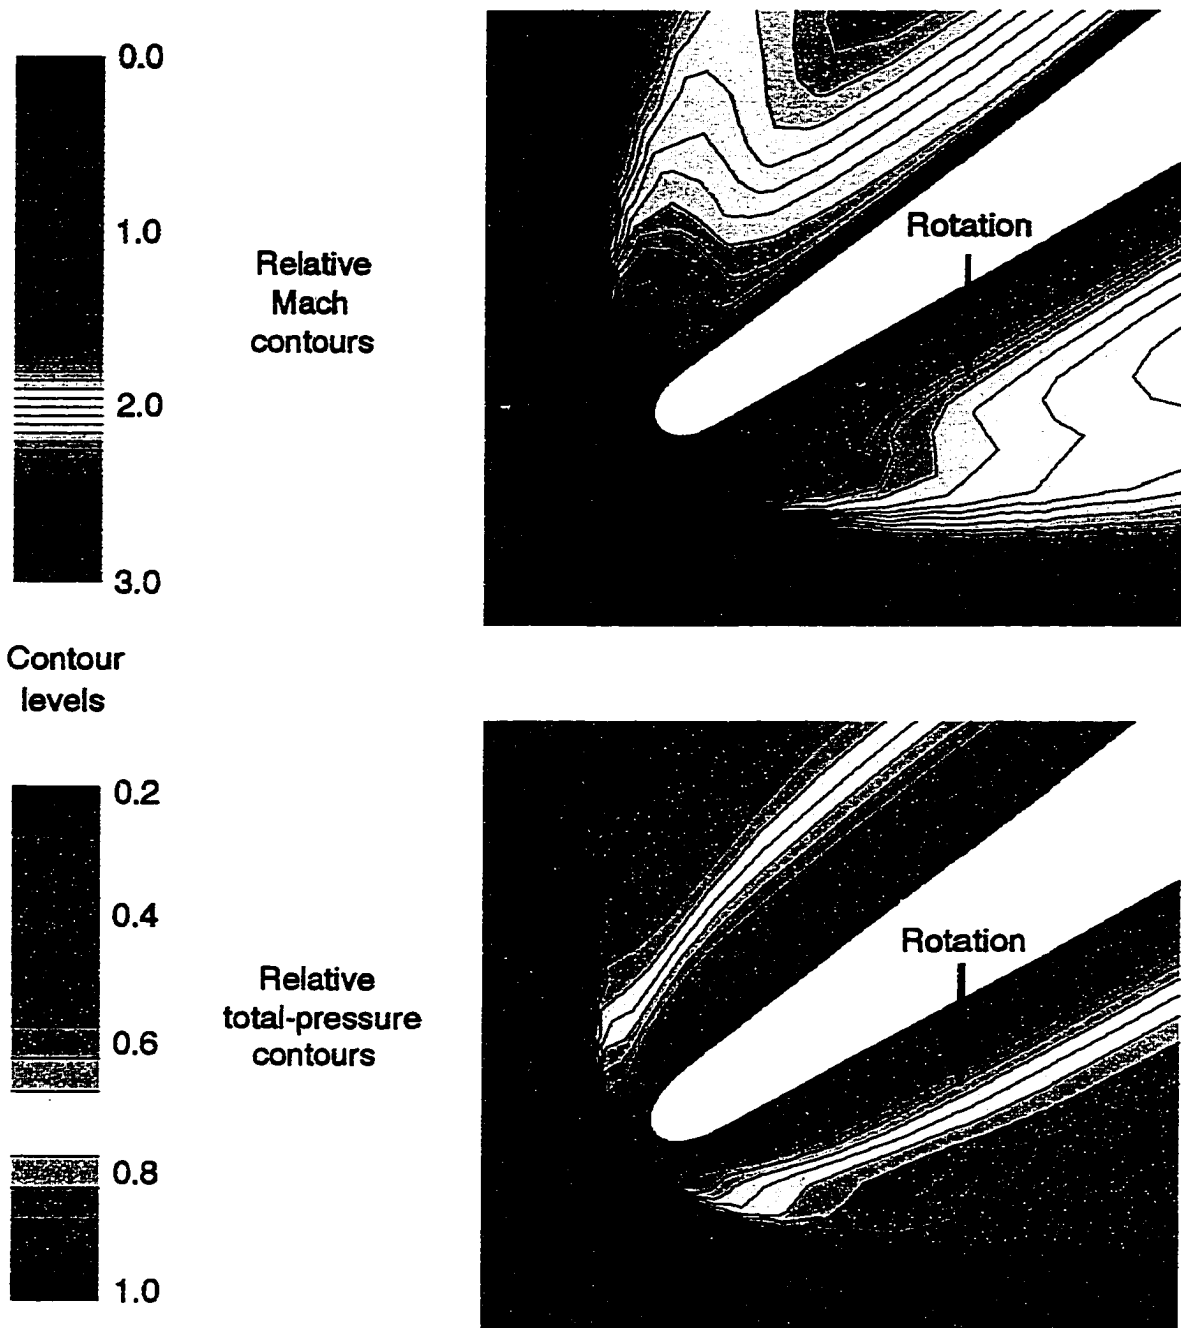 0.0
1.0
2.0
3.0
Relative
Mach
contours
Rotation
Contour
levels
0.2
0.4
0.6
0.8
1.0
Relative
total-pressure
contours
Rotation